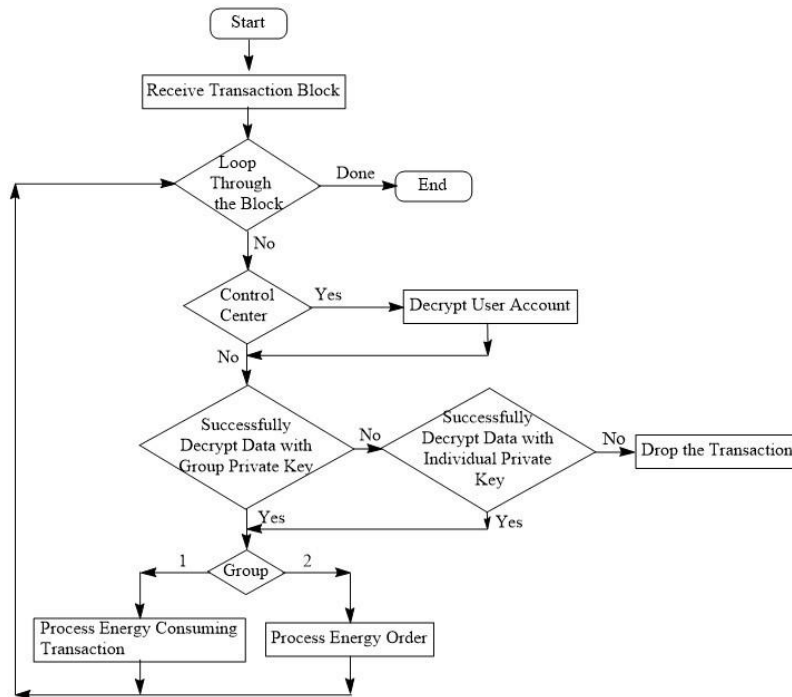 Start
Receive Transaction Block
Loop
Through
the Block
Done
End
No
Control
Center
Yes
Decrypt User Account
No
Successfully
Decrypt Data with
Group Private Key
No
Successfully
Decrypt Data with
Individual Private
Key
No
Drop the Transaction
Yes
Yes
1
Group
2
Process Energy Consuming
Transaction
Process Energy Order